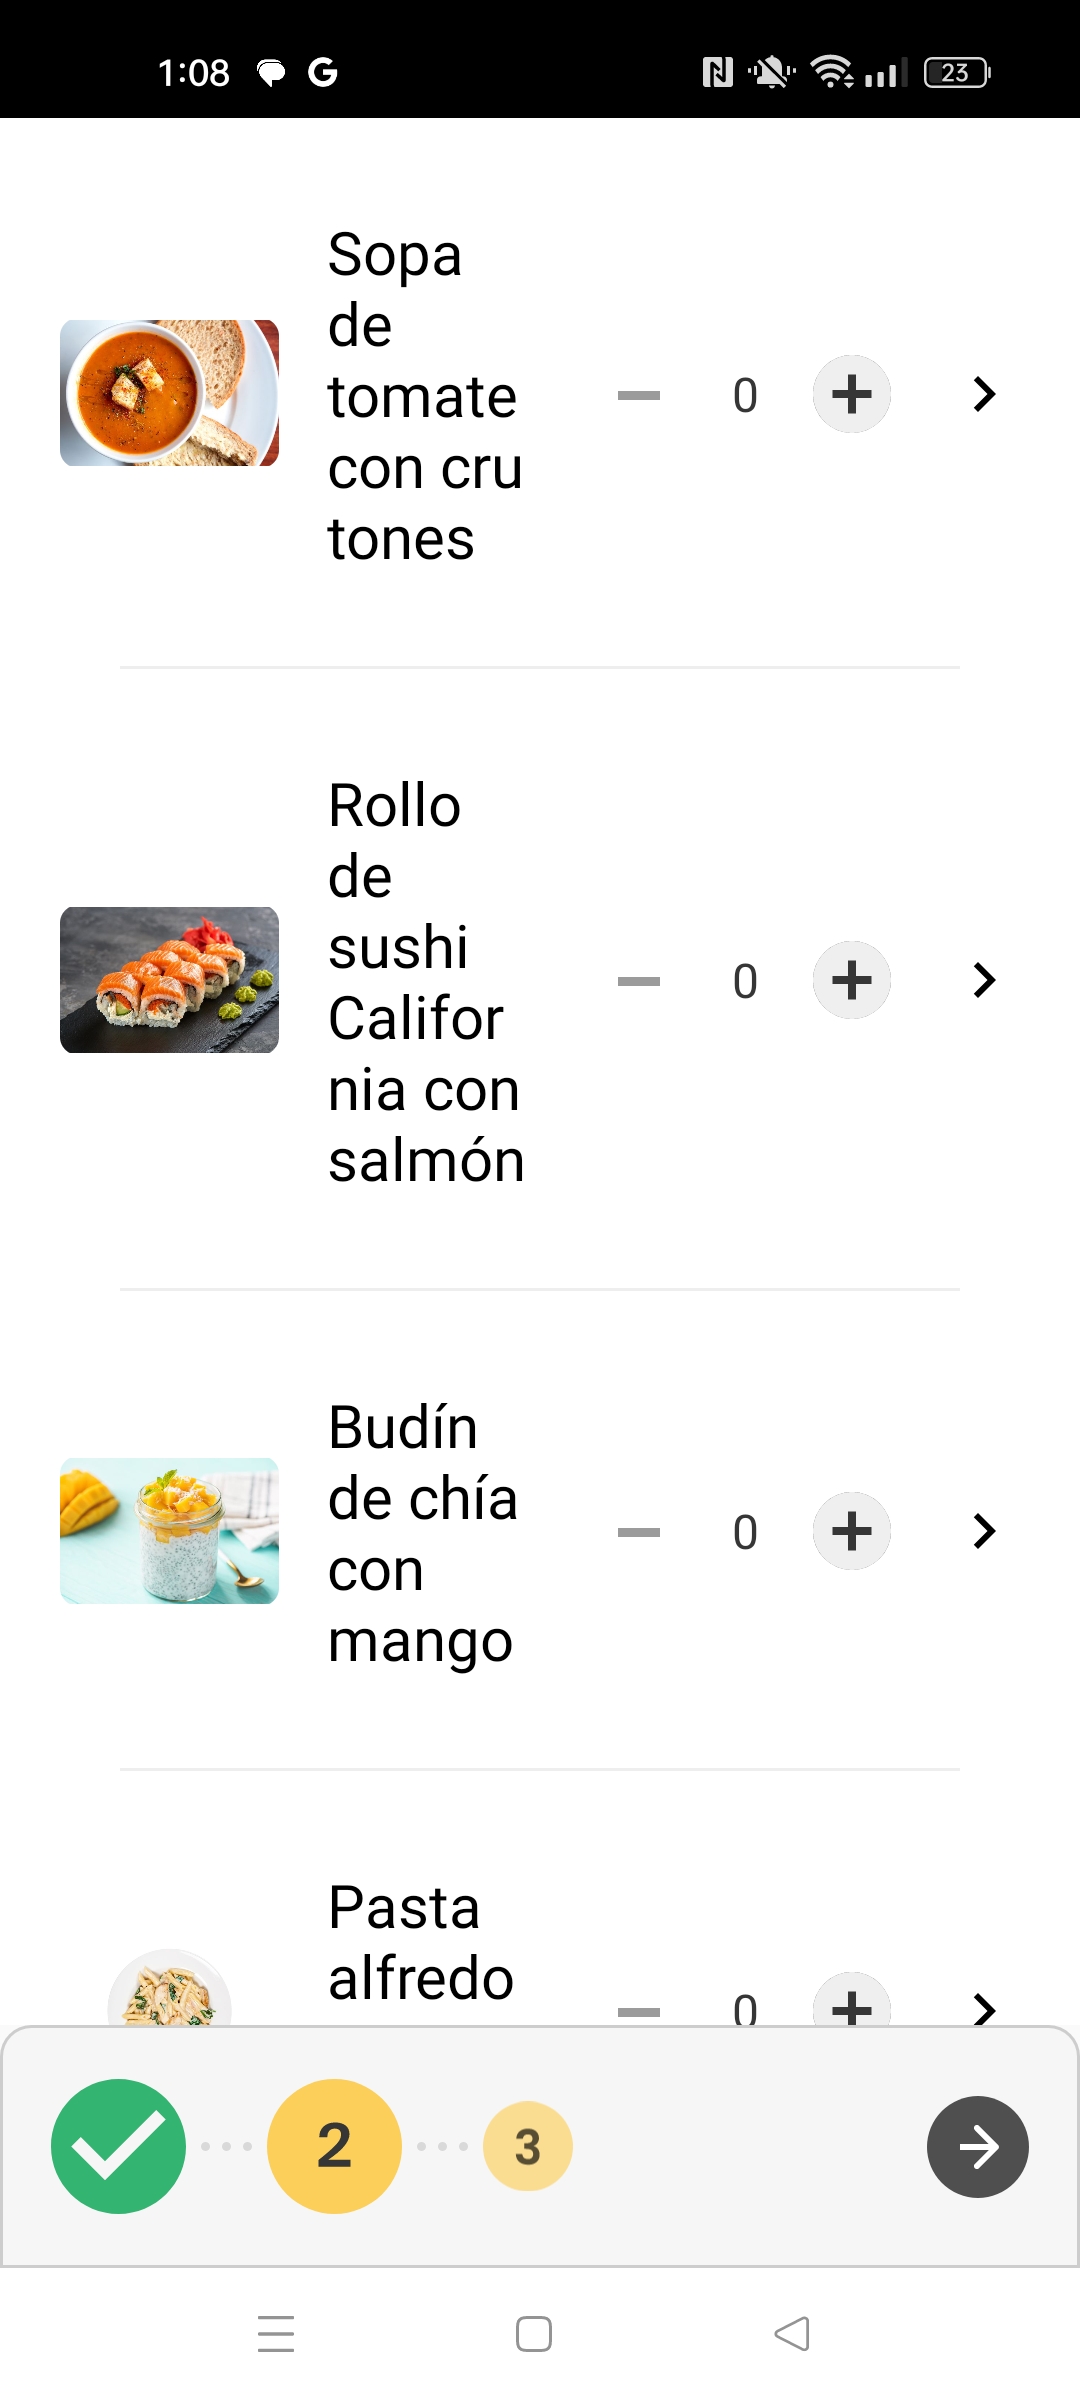 1:08
23
Sopa
de
tomate
con cru
tones
0
Rollo
de
sushi
Califor
nia con
salmón
0
Budín
de chía
con
mango
0
Pasta
alfredo
0
2
3